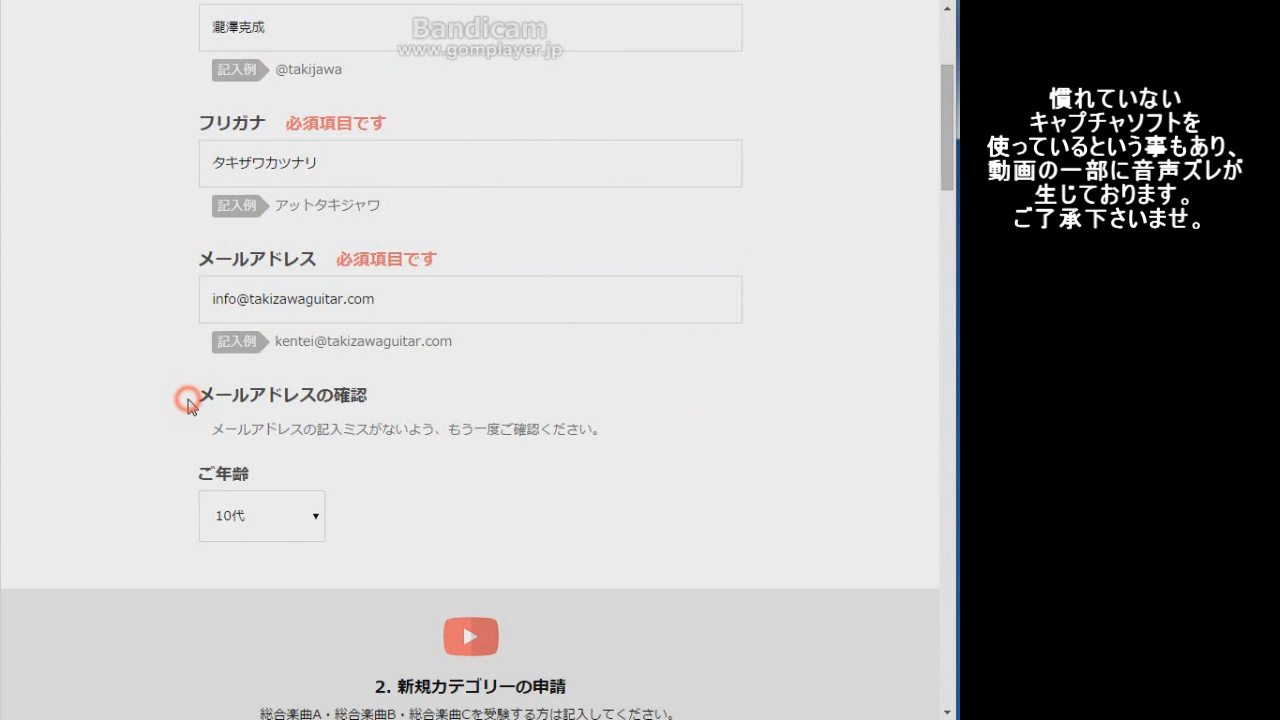 瀧澤克成
Bandicam
www.gomplayer.jp
記入例 @takijawa
フリガナ 必須項目です
タキザワカツナリ
記入例 アットタキジャワ
メールアドレス 必須項目です
info@takizawaguitar.com
記入例 kentei@takizawaguitar.com
メールアドレスの確認
メールアドレスの記入ミスがないよう、もう一度ご確認ください。
ご年齢
10代
2. 新規カテゴリーの申請
総合楽曲A・総合楽曲B・総合楽曲Cを受験する方は記入してください。
慣れていない
キャプチャソフトを
使っているという事もあり、
動画の一部に音声ズレが
生じております。
ご了承下さいませ。